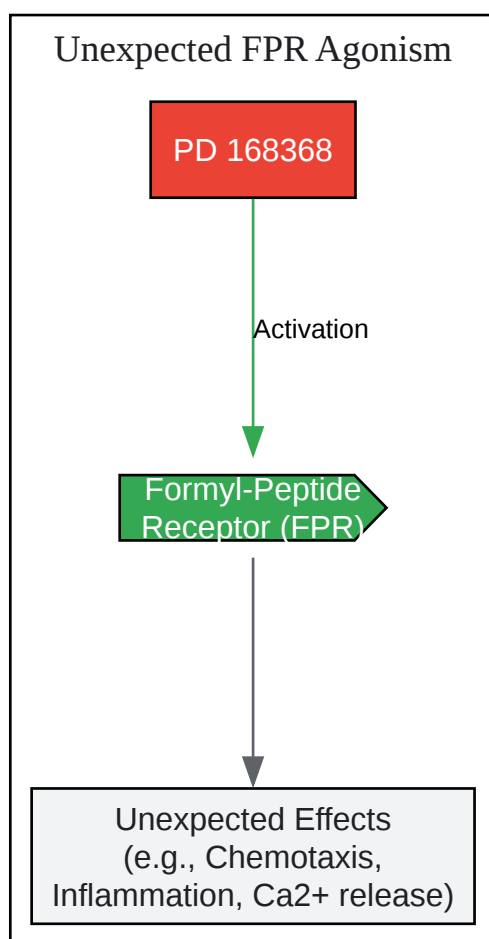 Unexpected FPR Agonism
PD 168368
Activation
Formyl-Peptide
Receptor (FPR)
Unexpected Effects
(e.g., Chemotaxis,
Inflammation, Ca2+ release)